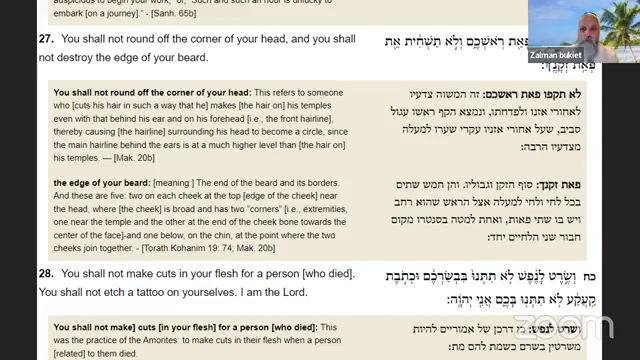 auspicious to begin your work," or, "Such and such an hour is unlucky to
embark [on a journey]." - [Sanh. 65b]
27. You shall not round off the corner of your head, and you shall
not destroy the edge of your beard.
פְּאַת רֹאשְׁכֶם וְלֹא תַשְׁחִית אֵת
פְּאַת זְקָנֶךָ:
Zalman bukiet
You shall not round off the corner of your head: This refers to someone
who [cuts his hair in such a way that he] makes [the hair on] his temples
even with that behind his ear and on his forehead [i.e., the front hairline],
thereby causing [the hairline] surrounding his head to become a circle, since
the main hairline behind the ears is at a much higher level than [the hair on]
his temples. — [Mak. 20b]
לא תקפו פאת ראשכם: זה המשוה צדעיו
לאחורי אזנו ולפדחתו, ונמצא הקף ראשו עגול
סביב, שעל אחורי אזניו עקרי שערו למעלה
מצדעיו הרבה:
the edge of your beard: [meaning:] The end of the beard and its borders.
And these are five: two on each cheek at the top [edge of the cheek] near
the head, where [the cheek] is broad and has two "corners" [i.e., extremities,
one near the temple and the other at the end of the cheek bone towards the
center of the face]-and one below, on the chin, at the point where the two
cheeks join together. - [Torath Kohanim 19: 74; Mak. 20b]
פאת זקנך: סוף הזקן וגבוליו. והן חמש שתים
בכל לחי ולחי למעלה אצל הראש שהוא רחב
ויש בו שתי פאות, ואחת למטה בסנטרו מקום
חבור שני הלחיים יחד:
28. You shall not make cuts in your flesh for a person [who died].
You shall not etch a tattoo on yourselves. I am the Lord.
כח וְשֶׂרֶט לָנֶפֶשׁ לֹא תִתְּנוּ בִּבְשַׂרְכֶם וּכְתֹבֶת
קַעֲקַע לֹא תִתְּנוּ בָּכֶם אֲנִי יְהֹוָה:
You shall not make] cuts [in your flesh] for a person [who died]: This
was the practice of the Amorites: to make cuts in their flesh when a person
[related] to them died.
ושרט לנפש: כן דרכן של אמוריים להיות
משרטין בשרם כשמת להם מת:
zoom